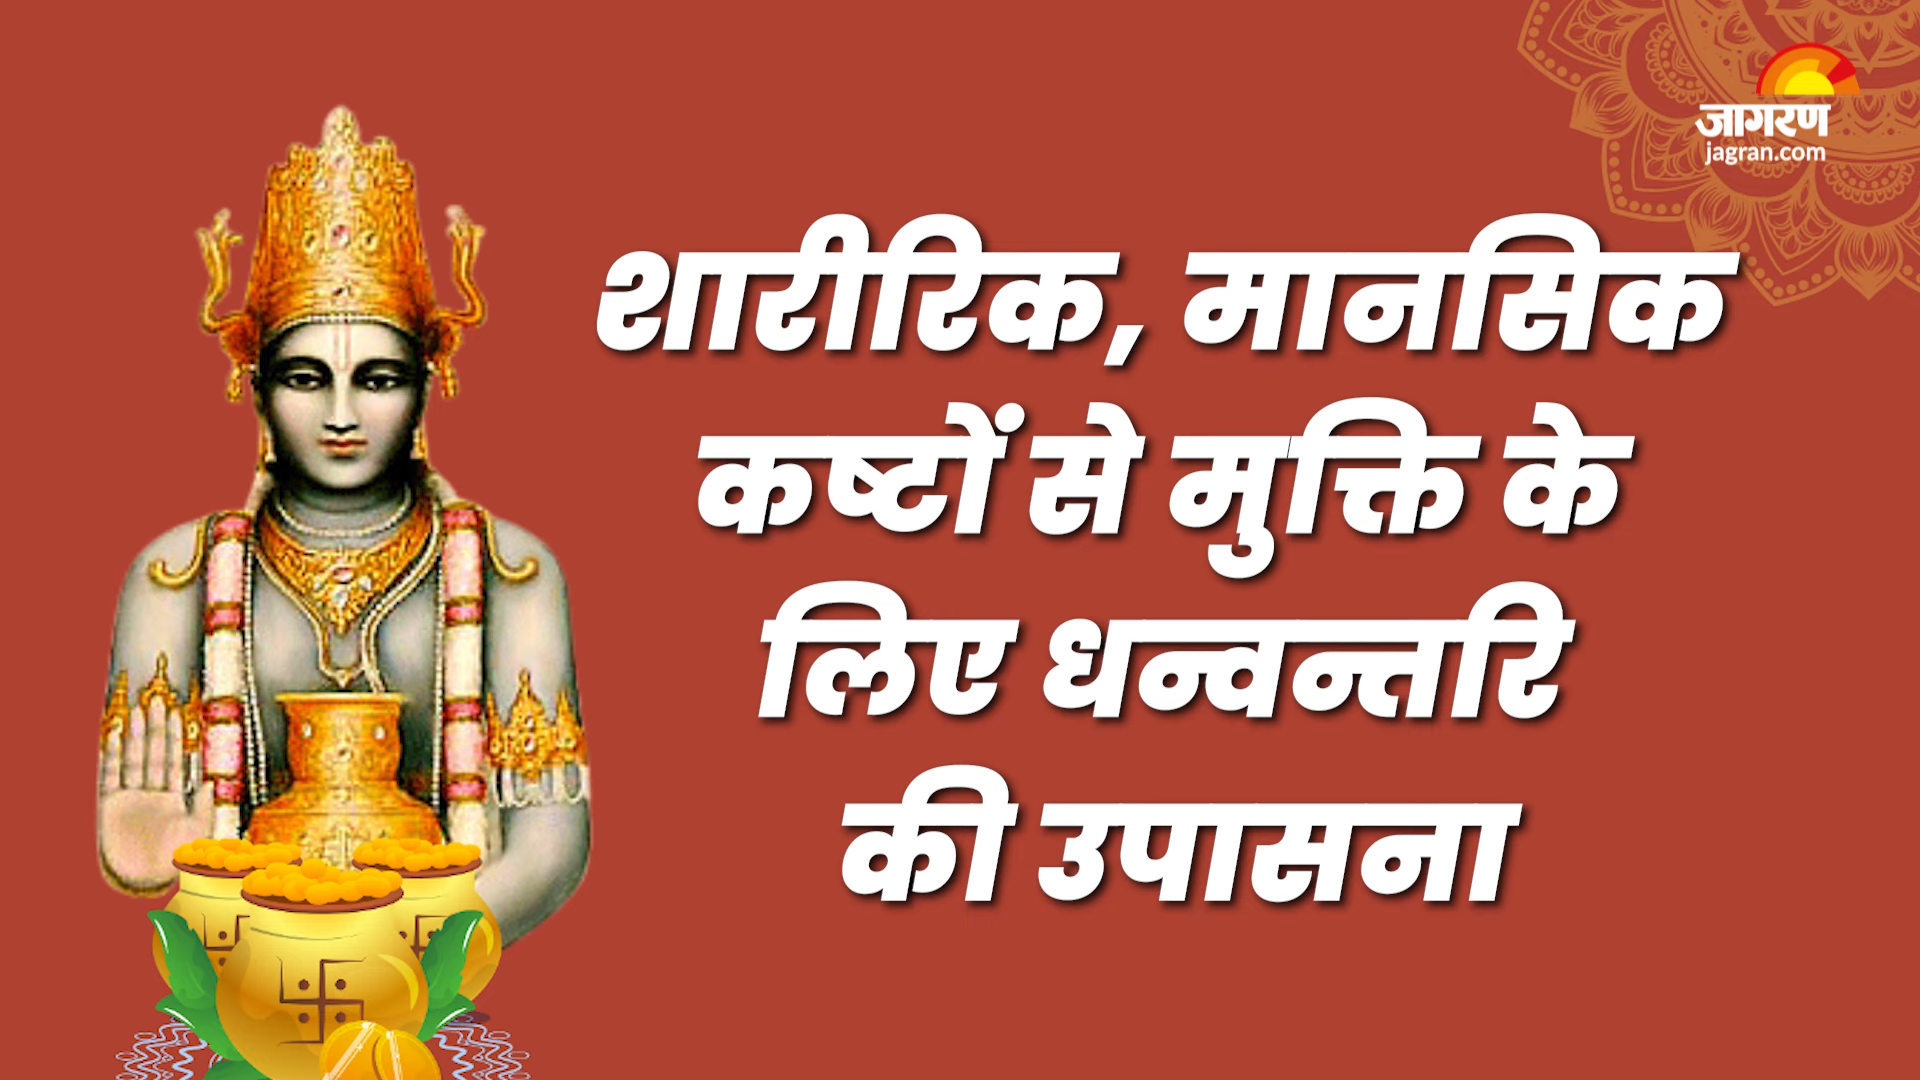 जागरण
jagran.com
शारीरिक, मानसिक
कष्टों से मुक्ति के
लिए धन्वन्तरि
की उपासना